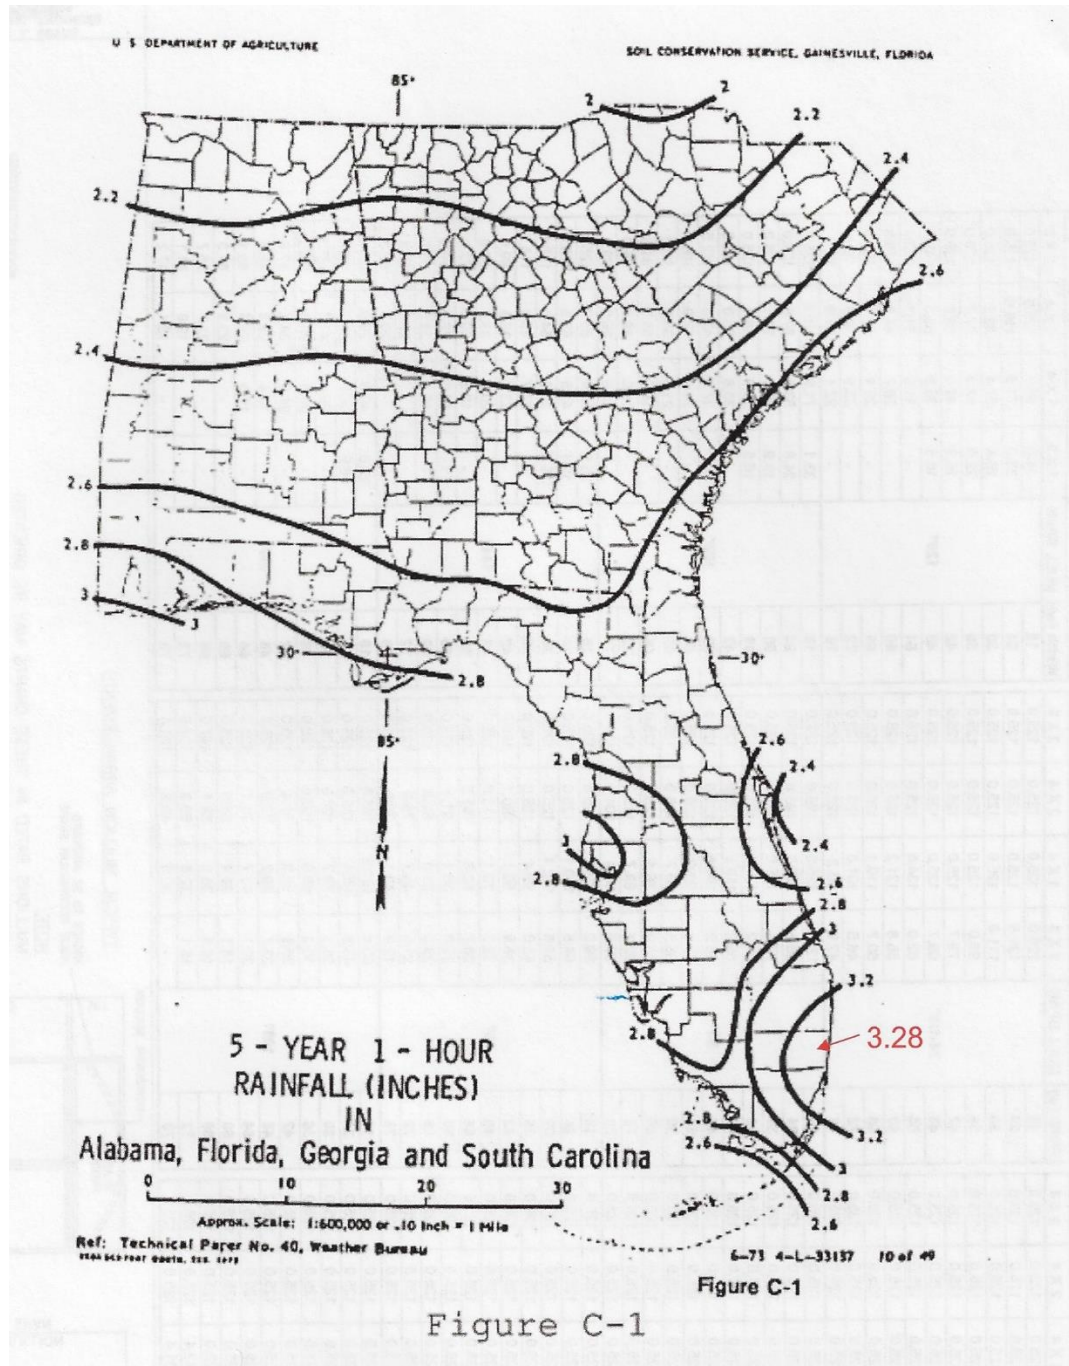 U. S. DEPARTMENT OF AGRICULTURE
SOIL CONSERVATION SERVICE, GAINESVILLE, FLORIDA
85°
2
2
2.2
2.4
2.2
2.6
2.4
2.6
2.8
3
3
30°
2.8
30°
85°
2.6
2.8
2.4
N
2.4
3
2.8
2.6
2.8
3
3.2
2.8
3.28
5 - YEAR 1 - HOUR
RAINFALL (INCHES)
IN
Alabama, Florida, Georgia and South Carolina
2.8
2.6
3.2
3
2.8
2.6
0 10 20 30
Approx. Scale: 1:600,000 or .10 Inch = 1 Mile
Ref: Technical Paper No. 40, Weather Bureau
6-73 4-L-33137 10 of 49
Figure C-1
Figure C-1